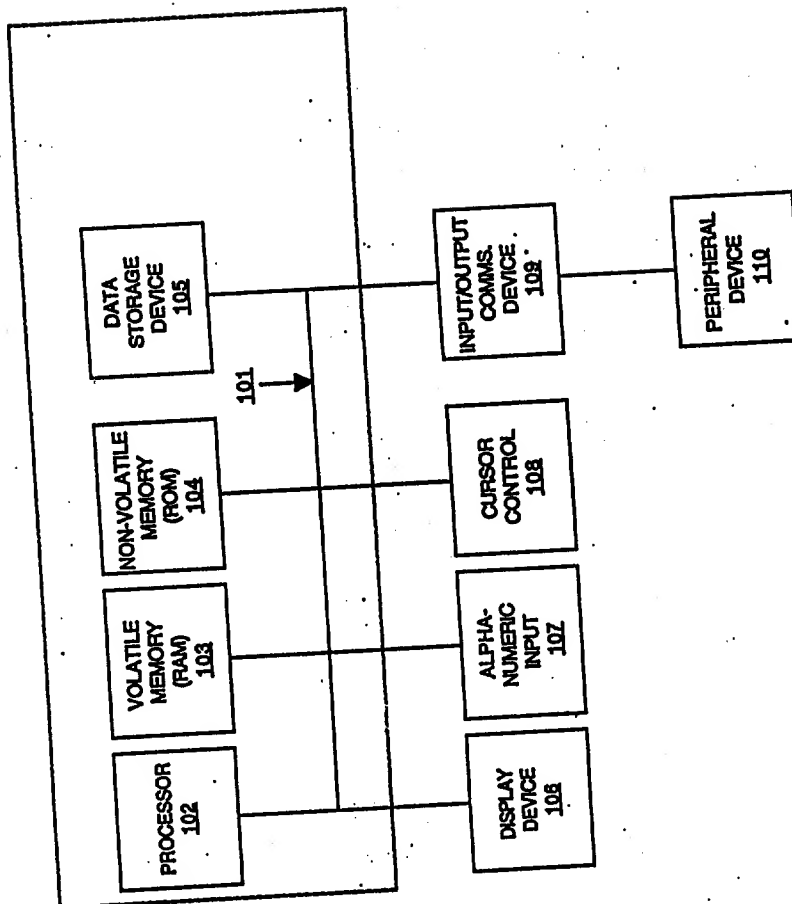 PROCESSOR
102
VOLATILE
MEMORY
(RAM)
103
NON-VOLATILE
MEMORY
(ROM)
104
DATA
STORAGE
DEVICE
105
101
DISPLAY
DEVICE
106
ALPHA-
NUMERIC
INPUT
107
CURSOR
CONTROL
108
INPUT/OUTPUT
COMMS.
DEVICE
109
PERIPHERAL
DEVICE
110